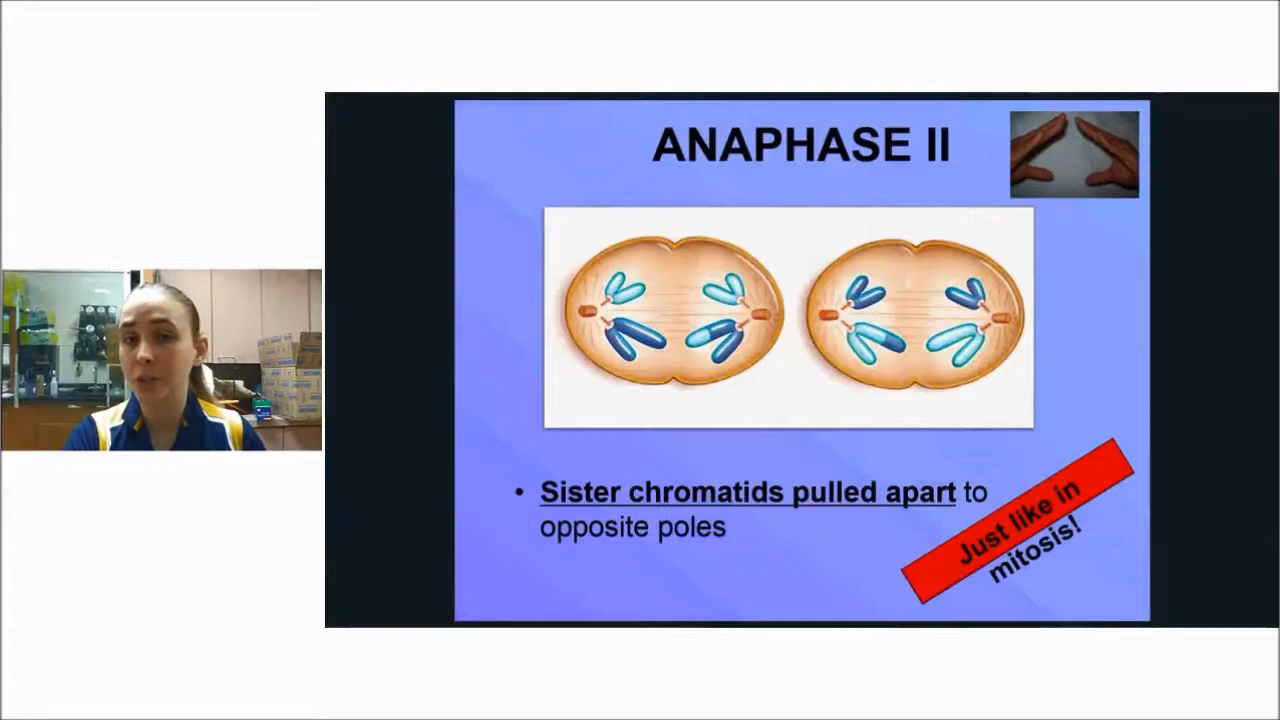 ANAPHASE II
• Sister chromatids pulled apart to
opposite poles
Just like in
mitosis!